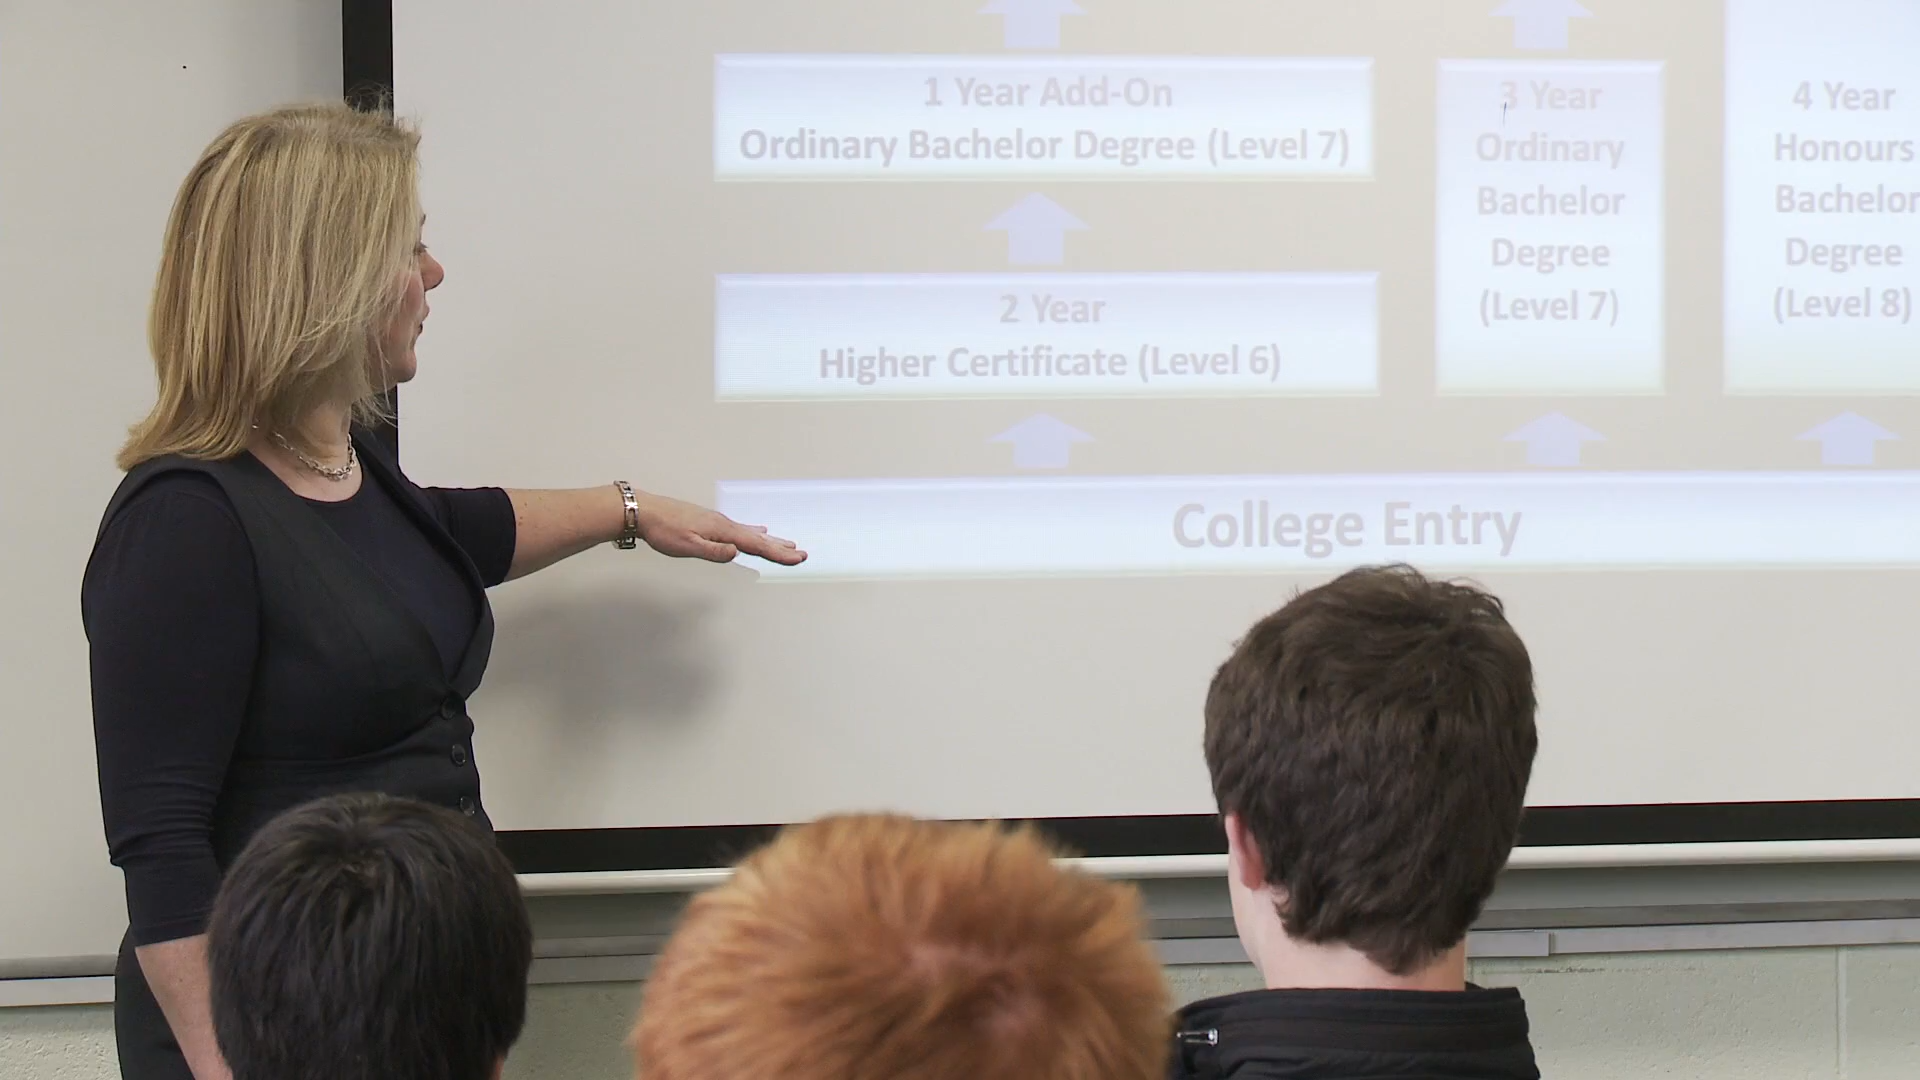 1 Year Add-On
Ordinary Bachelor Degree (Level 7)
2 Year
Higher Certificate (Level 6)
3 Year
Ordinary
Bachelor
Degree
(Level 7)
4 Year
Honours
Bachelor
Degree
(Level 8)
College Entry